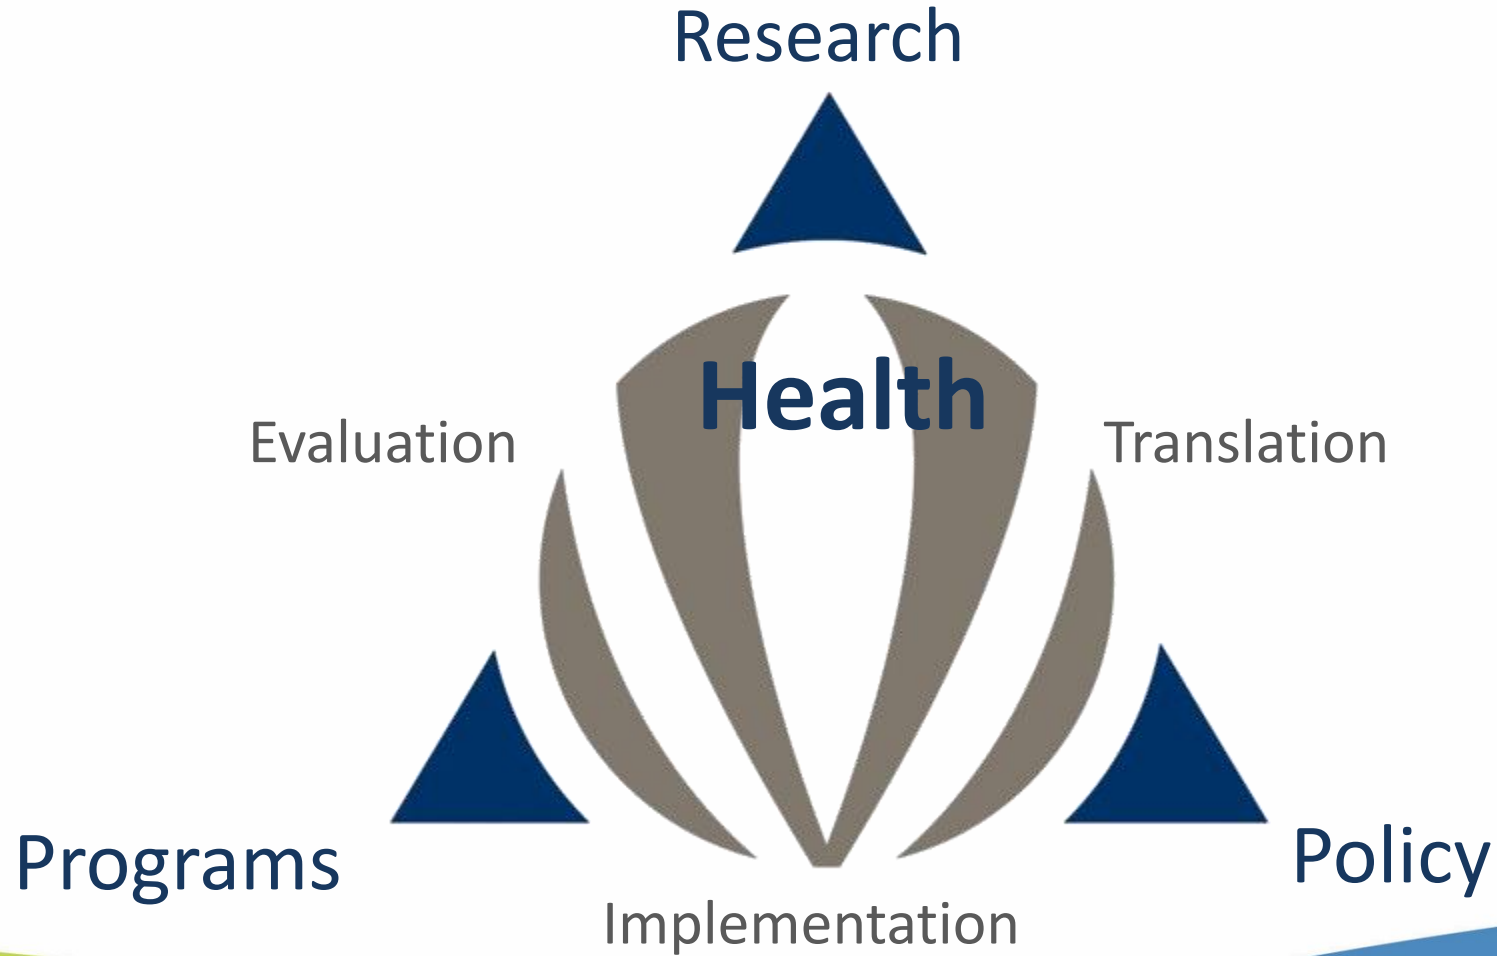 Research
Health
Evaluation
Translation
Programs
Policy
Implementation